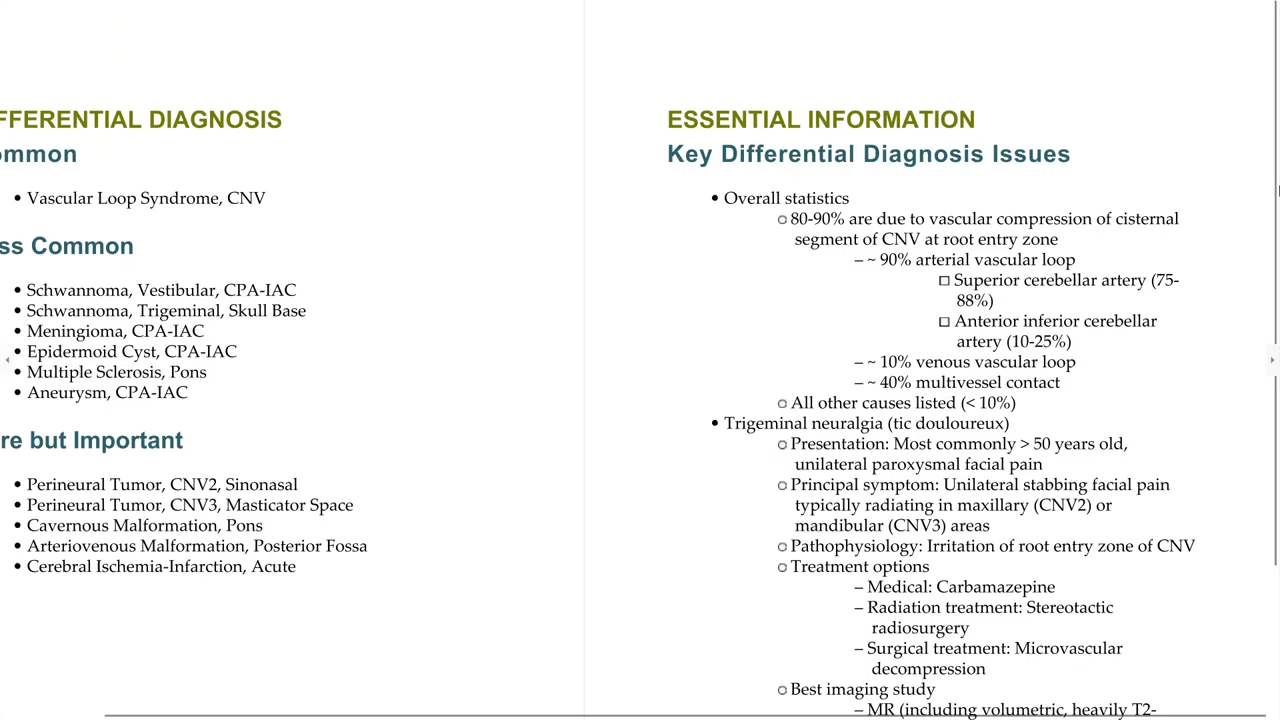 FFERENTIAL DIAGNOSIS
ommon
• Vascular Loop Syndrome, CNV
ss Common
• Schwannoma, Vestibular, CPA-IAC
• Schwannoma, Trigeminal, Skull Base
• Meningioma, CPA-IAC
• Epidermoid Cyst, CPA-IAC
• Multiple Sclerosis, Pons
• Aneurysm, CPA-IAC
re but Important
• Perineural Tumor, CNV2, Sinonasal
• Perineural Tumor, CNV3, Masticator Space
• Cavernous Malformation, Pons
• Arteriovenous Malformation, Posterior Fossa
• Cerebral Ischemia-Infarction, Acute
ESSENTIAL INFORMATION
Key Differential Diagnosis Issues
• Overall statistics
○ 80-90% are due to vascular compression of cisternal
segment of CNV at root entry zone
– ~ 90% arterial vascular loop
□ Superior cerebellar artery (75-
88%)
□ Anterior inferior cerebellar
artery (10-25%)
– ~ 10% venous vascular loop
– ~ 40% multivessel contact
○ All other causes listed (< 10%)
• Trigeminal neuralgia (tic douloureux)
○ Presentation: Most commonly > 50 years old,
unilateral paroxysmal facial pain
○ Principal symptom: Unilateral stabbing facial pain
typically radiating in maxillary (CNV2) or
mandibular (CNV3) areas
○ Pathophysiology: Irritation of root entry zone of CNV
○ Treatment options
– Medical: Carbamazepine
– Radiation treatment: Stereotactic
radiosurgery
– Surgical treatment: Microvascular
decompression
○ Best imaging study
– MR (including volumetric, heavily T2-